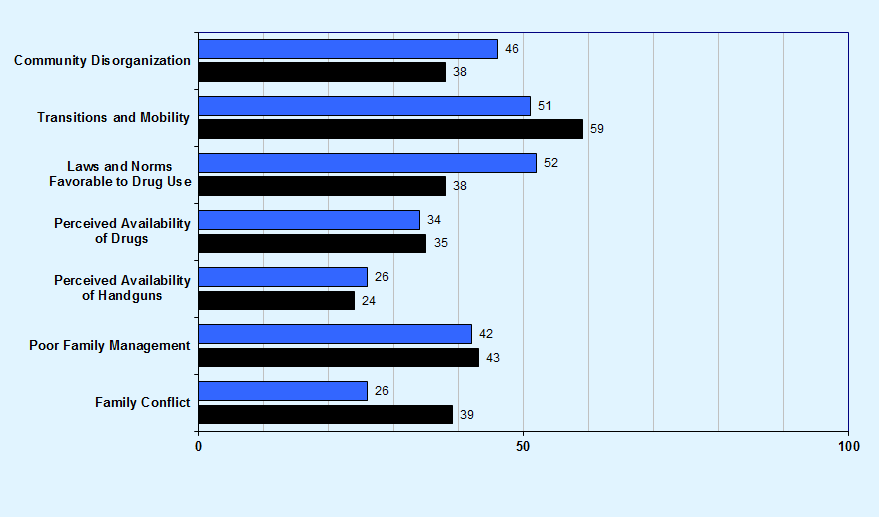 Community Disorganization
46
38
Transitions and Mobility
51
59
Laws and Norms
Favorable to Drug Use
52
38
Perceived Availability
of Drugs
34
35
Perceived Availability
of Handguns
26
24
Poor Family Management
42
43
Family Conflict
26
39
0
50
100